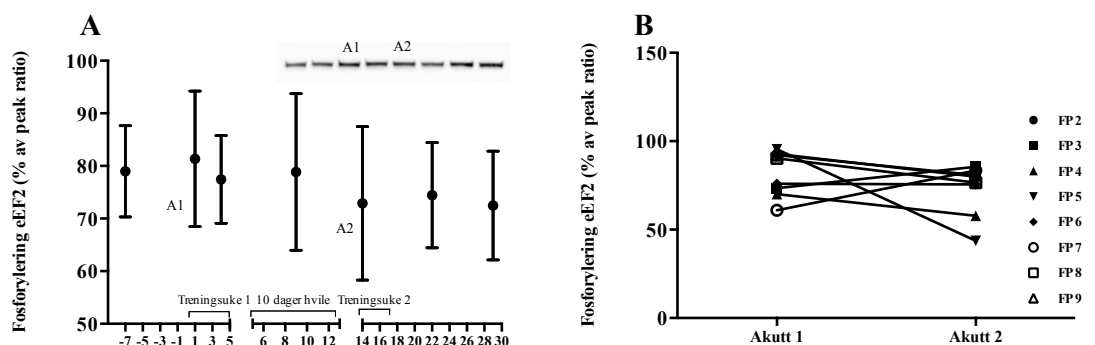 A
Fosforylering eEF2 (% av peak ratio)
100
90
80
70
60
50
A1 A2
A1
A2
Treningsuke 1 10 dager hvile Treningsuke 2
-7 -5 -3 -1 1 3 5 6 8 10 12 14 16 18 20 22 24 26 28 30
B
Fosforylering eEF2 (% av peak ratio)
150
100
50
0
Akutt 1 Akutt 2
FP 2
FP 3
FP 4
FP 5
FP 6
FP 7
FP 8
FP 9